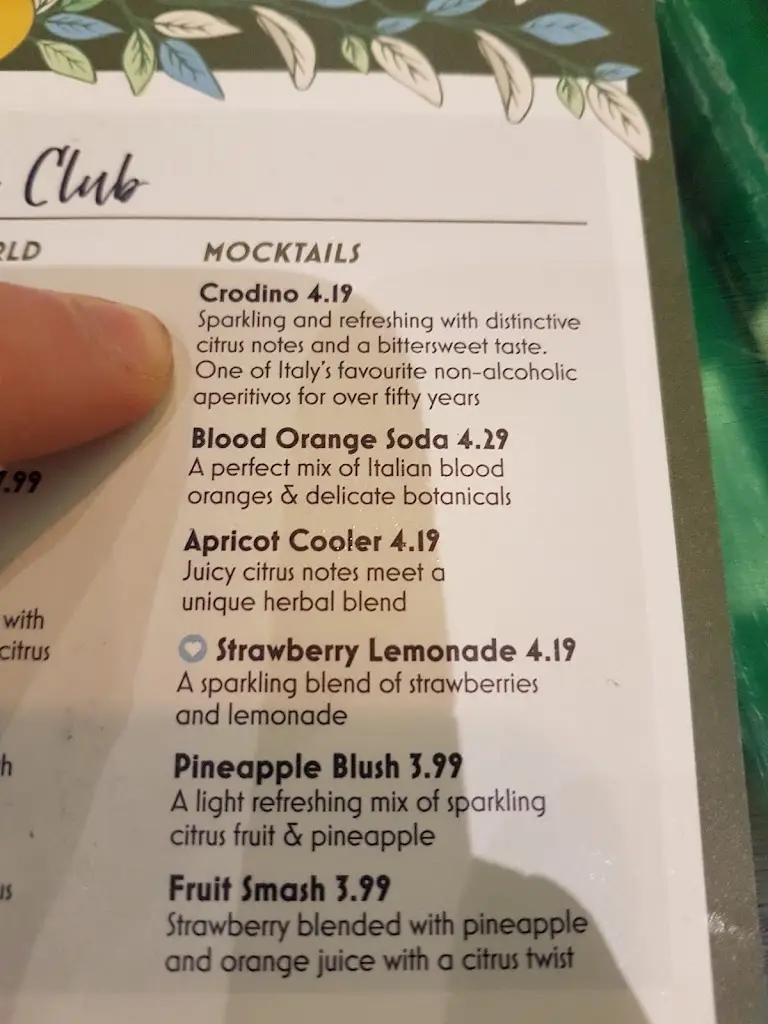 Club
MOCKTAILS
Crodino 4.19
Sparkling and refreshing with distinctive
citrus notes and a bittersweet taste.
One of Italy's favourite non-alcoholic
aperitivos for over fifty years
Blood Orange Soda 4.29
A perfect mix of Italian blood
oranges & delicate botanicals
Apricot Cooler 4.19
Juicy citrus notes meet a
unique herbal blend
with
citrus
Strawberry Lemonade 4.19
A sparkling blend of strawberries
and lemonade
Pineapple Blush 3.99
A light refreshing mix of sparkling
citrus fruit & pineapple
Fruit Smash 3.99
Strawberry blended with pineapple
and orange juice with a citrus twist